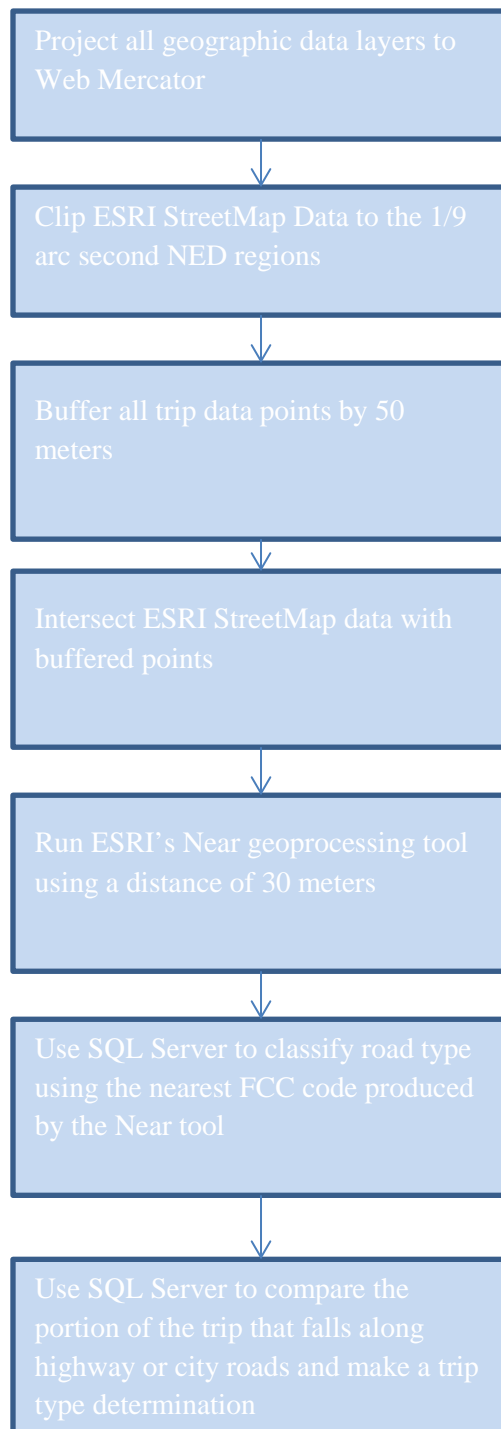 Project all geographic data layers to
Web Mercator
Clip ESRI StreetMap Data to the 1/9
arc second NED regions
Buffer all trip data points by 50
meters
Intersect ESRI StreetMap data with
buffered points
Run ESRI’s Near geoprocessing tool
using a distance of 30 meters
Use SQL Server to classify road type
using the nearest FCC code produced
by the Near tool
Use SQL Server to compare the
portion of the trip that falls along
highway or city roads and make a trip
type determination